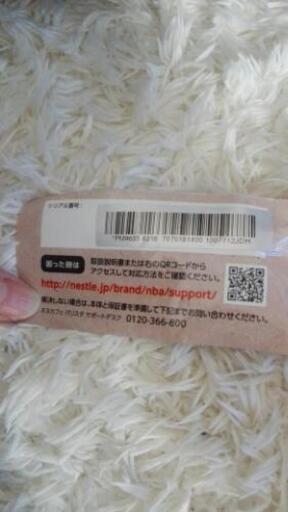 シリアル番号:
困った時は 取扱説明書または右のQRコードから
アクセスして対応方法をご確認ください。
http://nestle.jp/brand/nba/support/
解決しない場合は、本体と保証書を準備して下記までお問い合わせください。
ネスカフェ バリスタ サポートデスク 0120-366-600